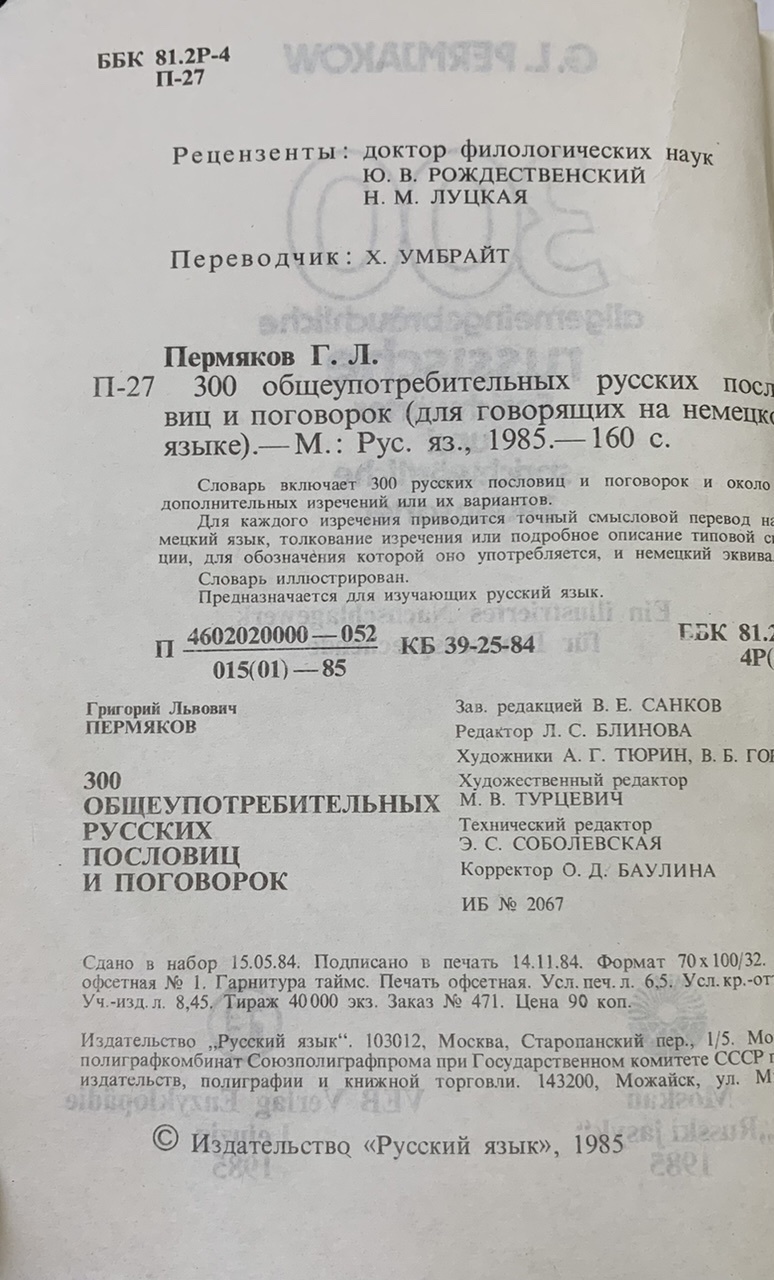 ББК 81.2Р-4
П-27
Рецензенты: доктор филологических наук
Ю. В. РОЖДЕСТВЕНСКИЙ
Н. М. ЛУЦКАЯ
Переводчик: Х. УМБРАЙТ
Пермяков Г. Л.
П-27 300 общеупотребительных русских посл
виц и поговорок (для говорящих на немецко
языке).— М.: Рус. яз., 1985.— 160 с.
Словарь включает 300 русских пословиц и поговорок и около
дополнительных изречений или их вариантов.
Для каждого изречения приводится точный смысловой перевод на
мецкий язык, толкование изречения или подробное описание типовой с
ции, для обозначения которой оно употребляется, и немецкий эквива
Словарь иллюстрирован.
Предназначается для изучающих русский язык.
П 4602020000—052
015(01)—85
КБ 39-25-84
ББК 81.2
4Р(
Григорий Львович
ПЕРМЯКОВ
300
ОБЩЕУПОТРЕБИТЕЛЬНЫХ
РУССКИХ
ПОСЛОВИЦ
И ПОГОВОРОК
Зав. редакцией В. Е. САНКОВ
Редактор Л. С. БЛИНОВА
Художники А. Г. ТЮРИН, В. Б. ГОР
Художественный редактор
М. В. ТУРЦЕВИЧ
Технический редактор
Э. С. СОБОЛЕВСКАЯ
Корректор О. Д. БАУЛИНА
ИБ № 2067
Сдано в набор 15.05.84. Подписано в печать 14.11.84. Формат 70х100/32.
офсетная № 1. Гарнитура таймс. Печать офсетная. Усл. печ. л. 6,5. Усл. кр.-от
Уч.-изд. л. 8,45. Тираж 40 000 экз. Заказ № 471. Цена 90 коп.
Издательство „Русский язык“. 103012, Москва, Старопанский пер., 1/5. Мо
полиграфкомбинат Союзполиграфпрома при Государственном комитете СССР п
издательств, полиграфии и книжной торговли. 143200, Можайск, ул. М
© Издательство «Русский язык», 1985